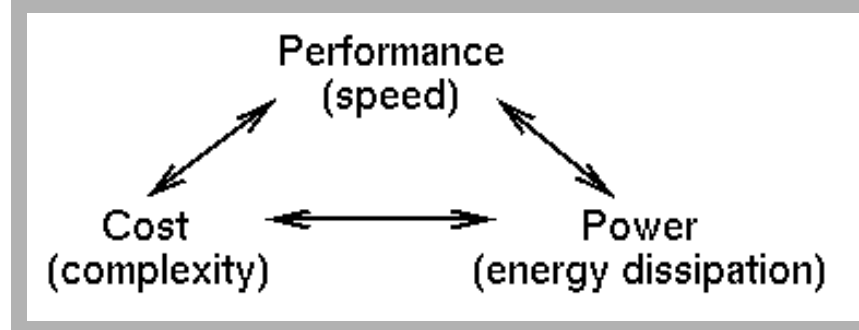 Performance
(speed)
Cost
(complexity)
Power
(energy dissipation)